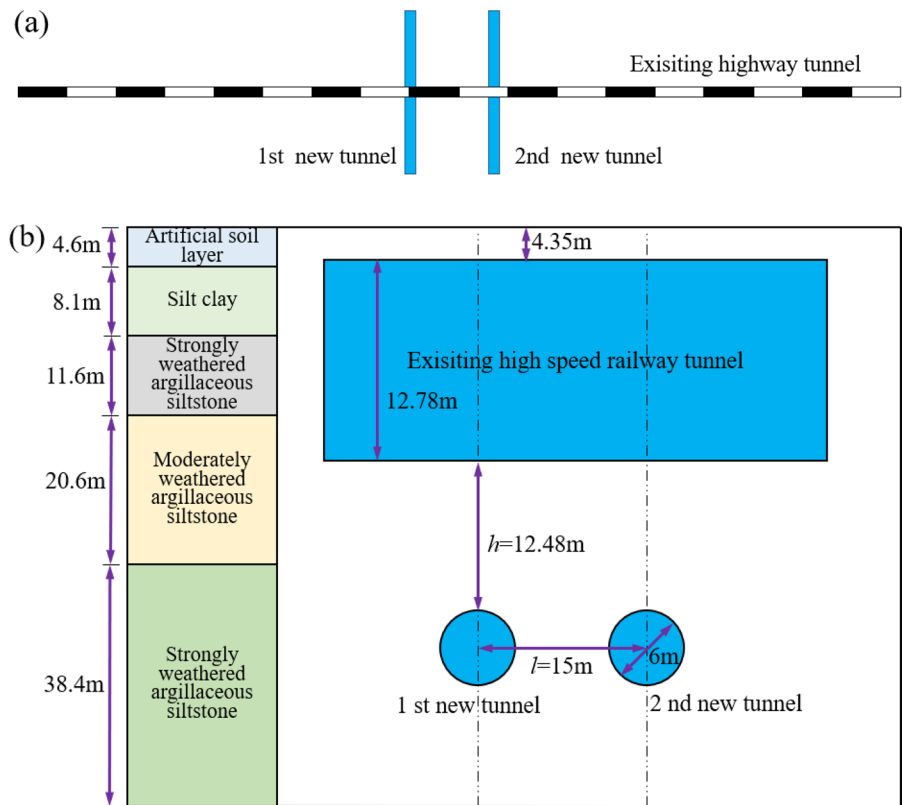 (a)
Exisiting highway tunnel
1st new tunnel
2nd new tunnel
(b)
4.6m
Artificial soil
layer
4.35m
8.1m
Silt clay
11.6m
Strongly
weathered
argillaceous
siltstone
Exisiting high speed railway tunnel
12.78m
20.6m
Moderately
weathered
argillaceous
siltstone
h=12.48m
38.4m
Strongly
weathered
argillaceous
siltstone
l=15m
6m
1 st new tunnel
2 nd new tunnel